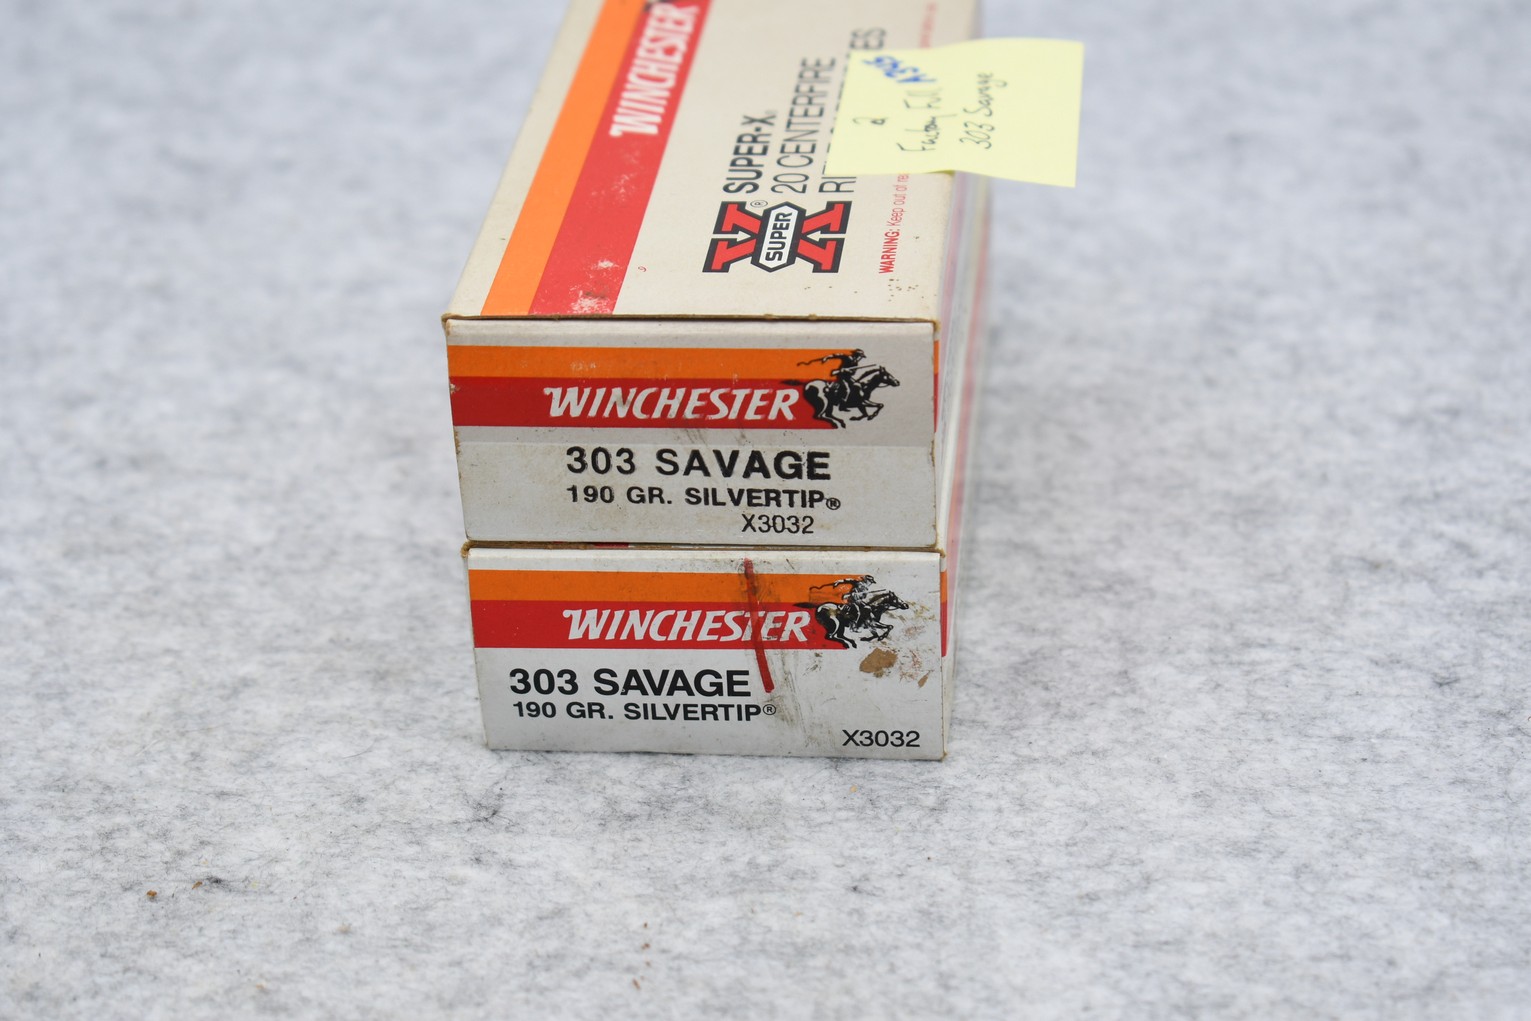 WINCHESTER
SUPER-X
20 CENTERFIRE
X SUPER X ®
WARNING: Keep out of
2
Factory Full
303 Savage
WINCHESTER
303 SAVAGE
190 GR. SILVERTIP®
X3032
WINCHESTER
303 SAVAGE
190 GR. SILVERTIP®
X3032